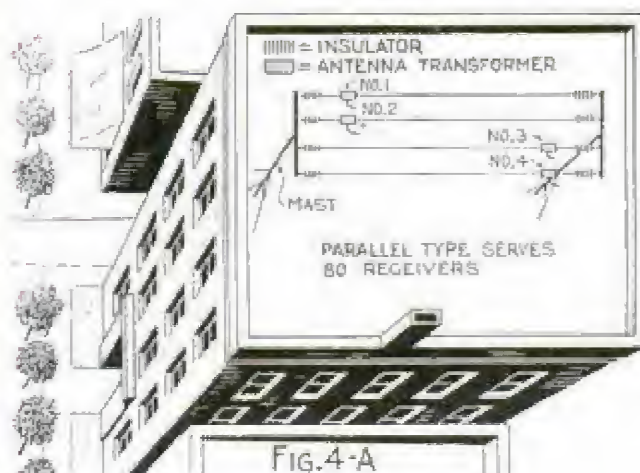 = INSULATOR
= ANTENNA TRANSFORMER
NO.1
NO.2
NO.3
NO.4
MAST
PARALLEL TYPE SERVES
80 RECEIVERS
FIG.4-A